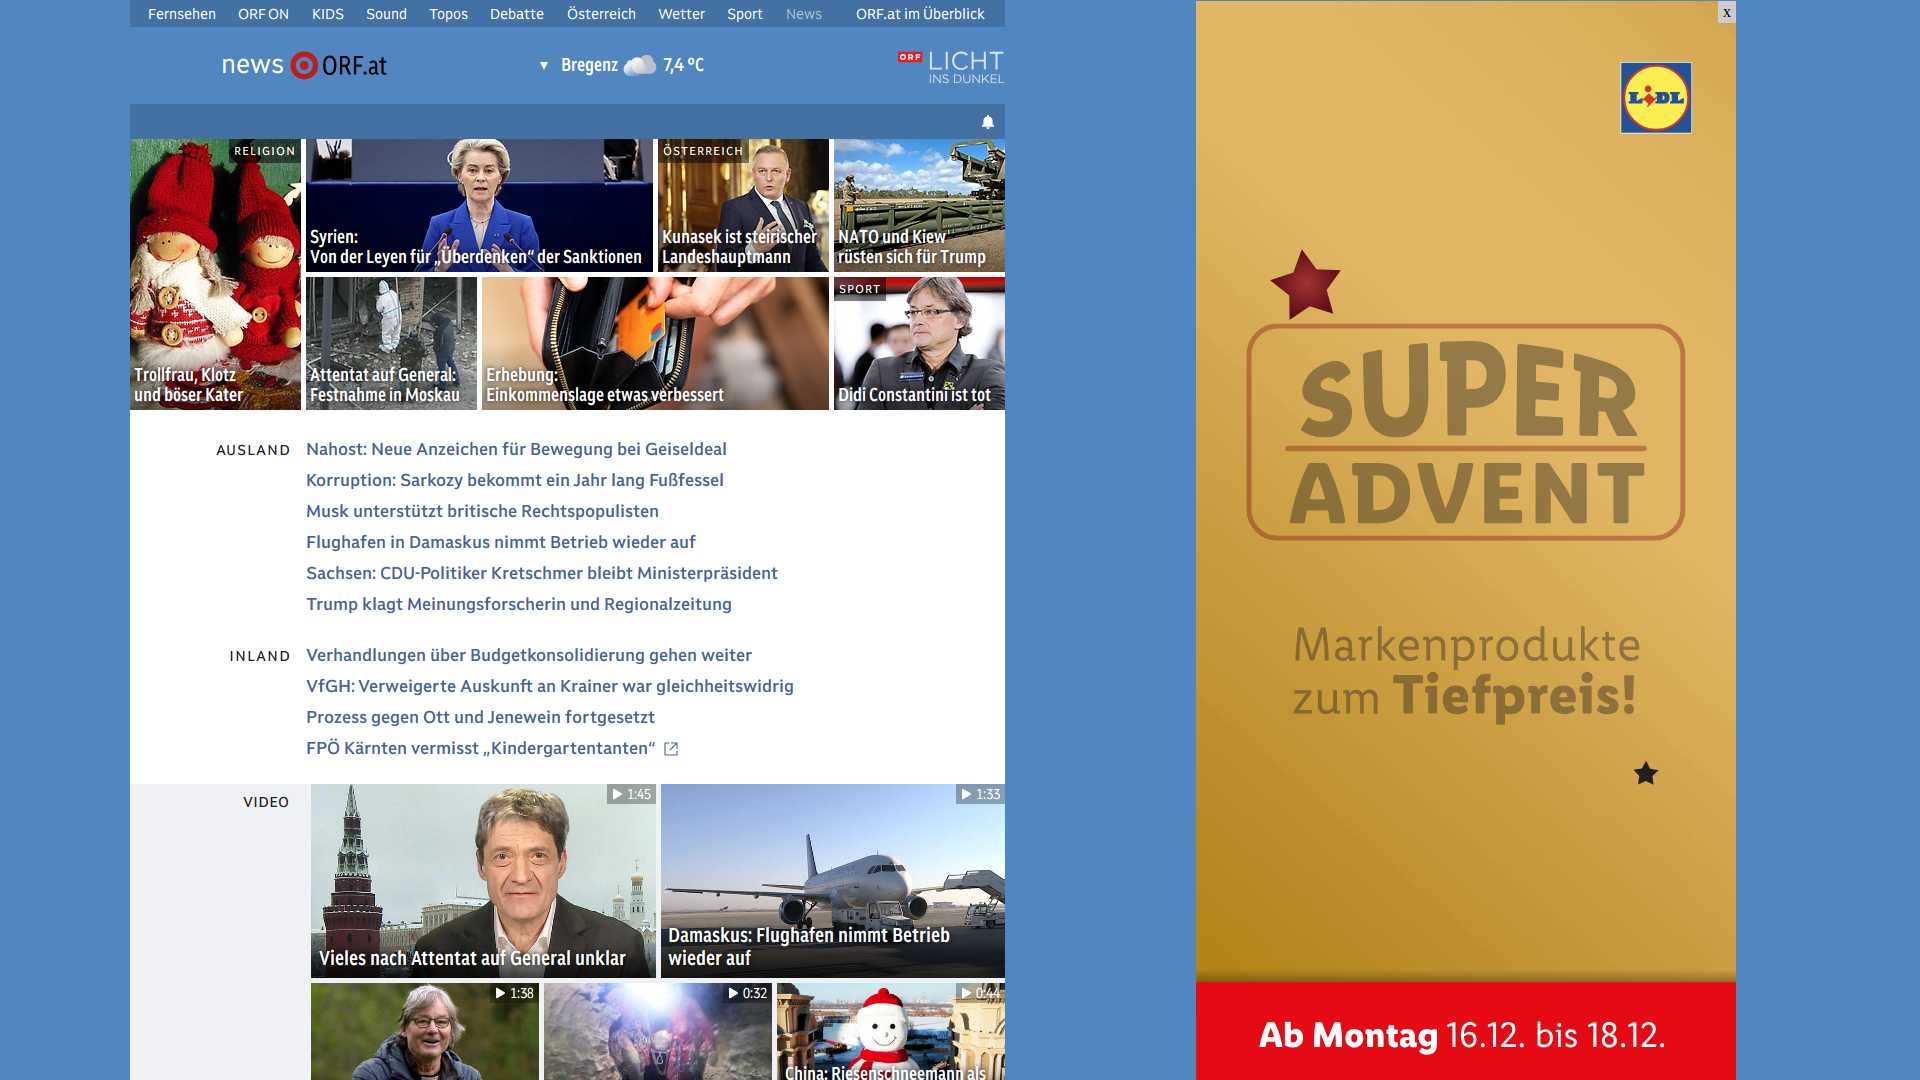 Fernsehen ORF ON KIDS Sound Topos Debatte Österreich Wetter Sport News ORF.at im Überblick
news ORF.at
▼ Bregenz 7,4 °C
ORF LICHT
INS DUNKEL
RELIGION
Trollfrau, Klotz
und böser Kater
Syrien:
Von der Leyen für „Überdenken“ der Sanktionen
ÖSTERREICH
Kunasek ist steirischer
Landeshauptmann
NATO und Kiew
rüsten sich für Trump
Attentat auf General:
Festnahme in Moskau
Erhebung:
Einkommenslage etwas verbessert
SPORT
Didi Constantini ist tot
AUSLAND
Nahost: Neue Anzeichen für Bewegung bei Geiseldeal
Korruption: Sarkozy bekommt ein Jahr lang Fußfessel
Musk unterstützt britische Rechtspopulisten
Flughafen in Damaskus nimmt Betrieb wieder auf
Sachsen: CDU-Politiker Kretschmer bleibt Ministerpräsident
Trump klagt Meinungsforscherin und Regionalzeitung
INLAND
Verhandlungen über Budgetkonsolidierung gehen weiter
VfGH: Verweigerte Auskunft an Krainer war gleichheitswidrig
Prozess gegen Ott und Jenewein fortgesetzt
FPÖ Kärnten vermisst „Kindergartentanten“
VIDEO
1:45
Vieles nach Attentat auf General unklar
1:33
Damaskus: Flughafen nimmt Betrieb
wieder auf
1:38
0:32
0:44
China: Riesenschneemann als
x
LIDL
SUPER
ADVENT
Markenprodukte
zum Tiefpreis!
Ab Montag 16.12. bis 18.12.